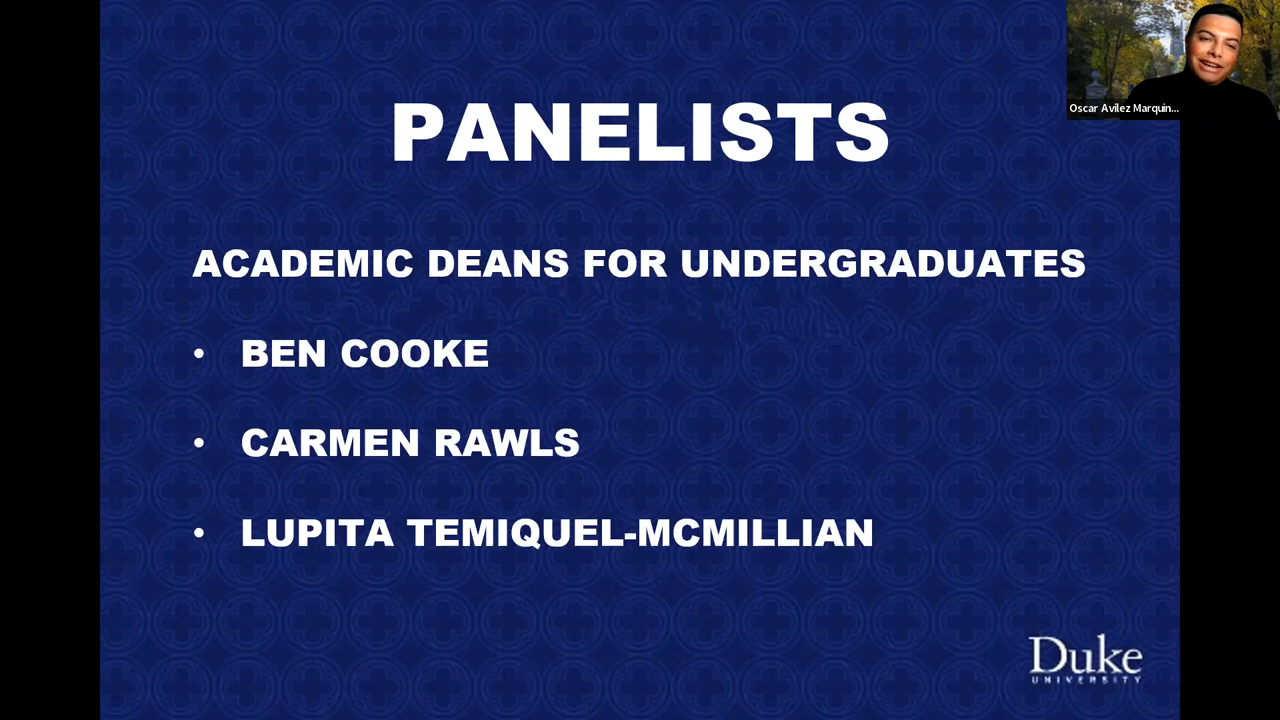 Oscar Avilez Marquin...
PANELISTS
ACADEMIC DEANS FOR UNDERGRADUATES
• BEN COOKE
• CARMEN RAWLS
• LUPITA TEMIQUEL-MCMILLIAN
Duke
UNIVERSITY